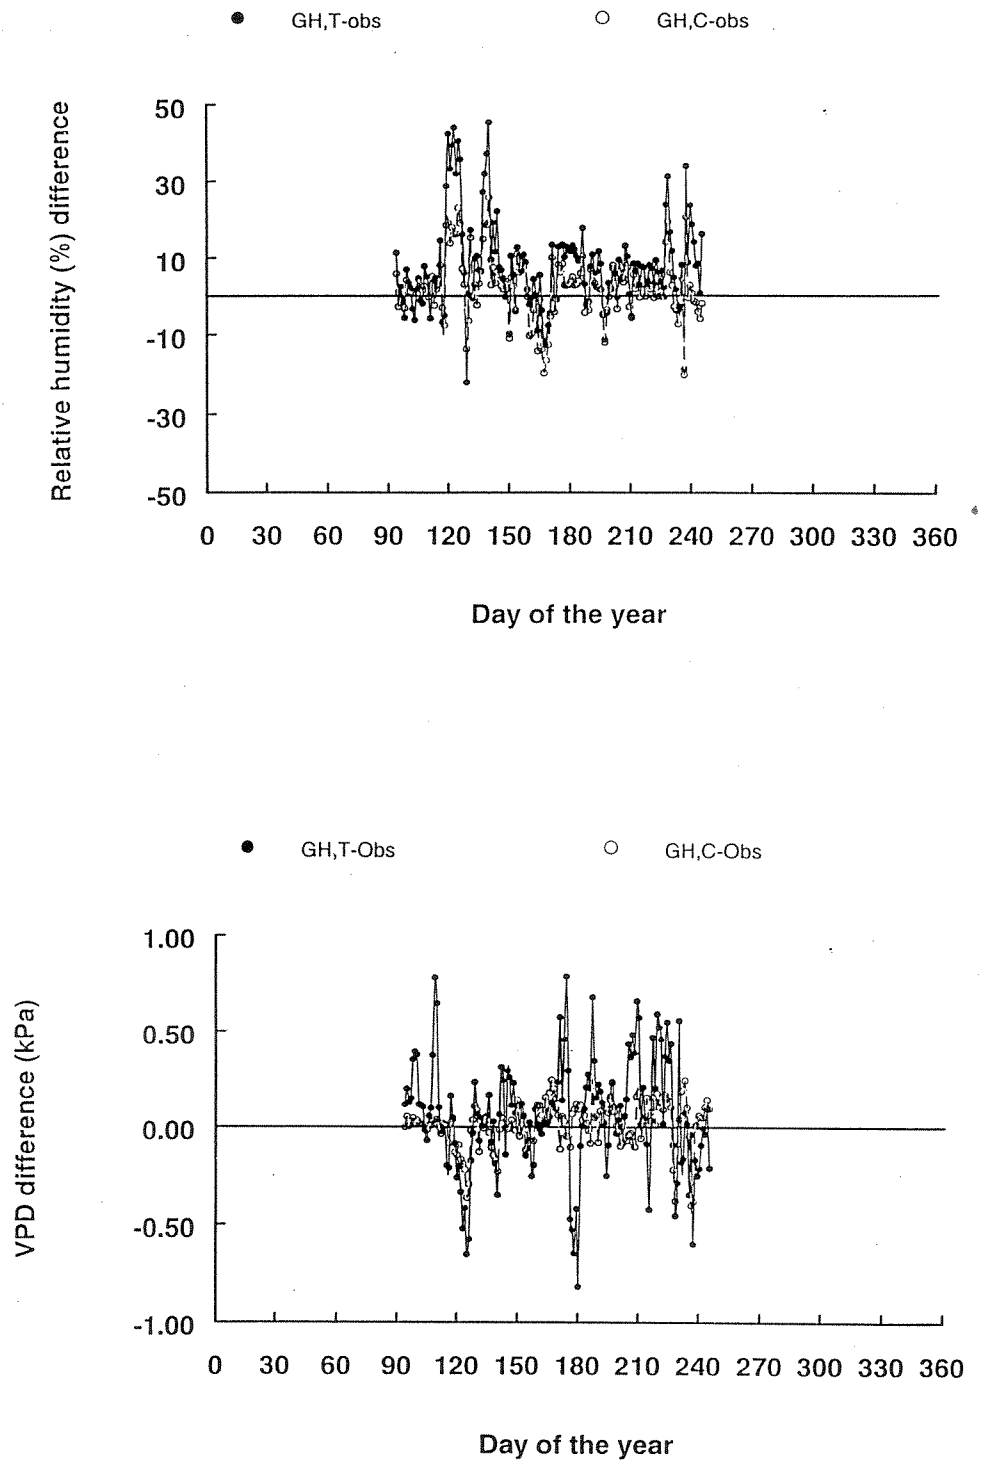 GH,T-obs GH,C-obs
Relative humidity (%) difference
50
30
10
-10
-30
-50
0 30 60 90 120 150 180 210 240 270 300 330 360
Day of the year
GH,T-Obs GH,C-Obs
VPD difference (kPa)
1.00
0.50
0.00
-0.50
-1.00
0 30 60 90 120 150 180 210 240 270 300 330 360
Day of the year